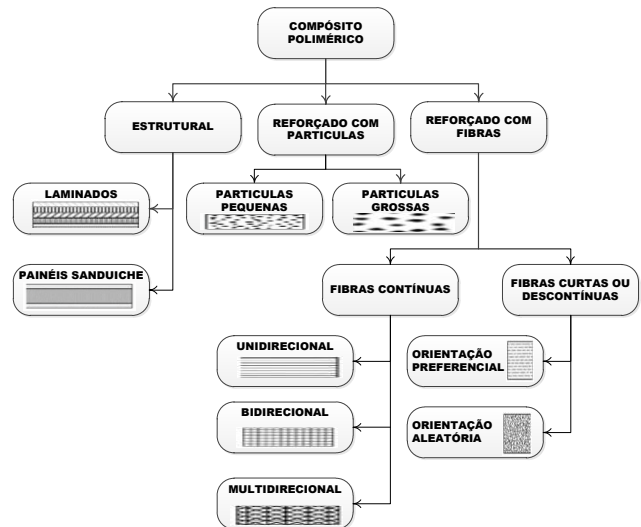 COMPÓSITO
POLIMÉRICO
ESTRUTURAL
REFORÇADO COM
PARTICULAS
REFORÇADO COM
FIBRAS
LAMINADOS
PARTICULAS
PEQUENAS
PARTICULAS
GROSSAS
PAINÉIS SANDUICHE
FIBRAS CONTÍNUAS
FIBRAS CURTAS OU
DESCONTÍNUAS
UNIDIRECIONAL
ORIENTAÇÃO
PREFERENCIAL
BIDIRECIONAL
ORIENTAÇÃO
ALEATÓRIA
MULTIDIRECIONAL